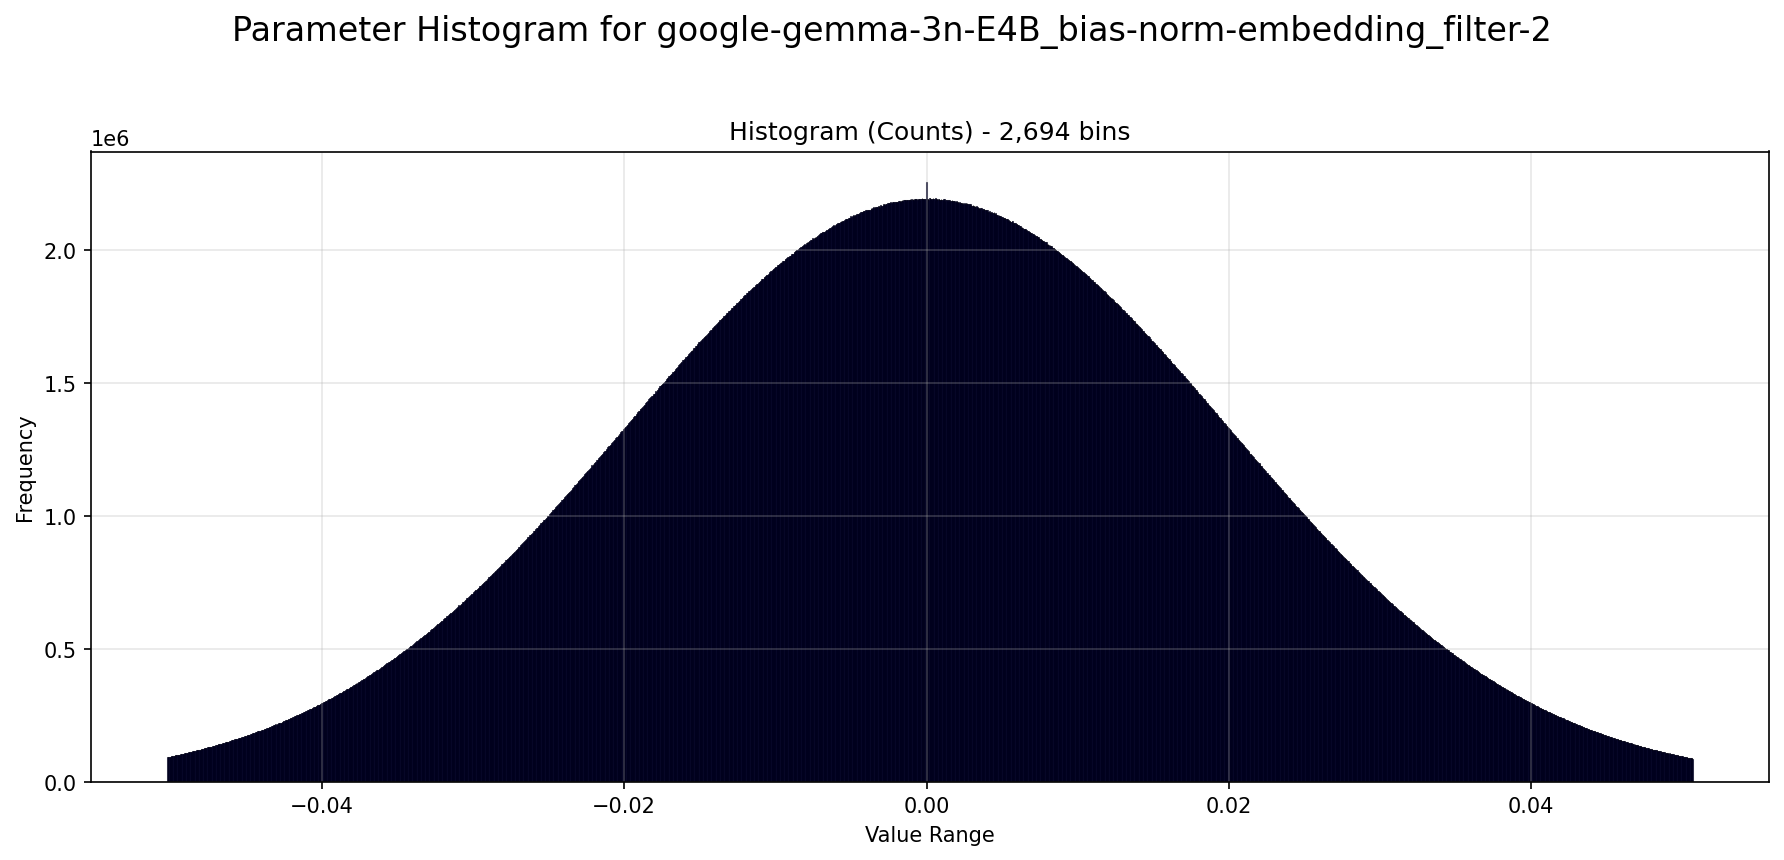 Parameter Histogram for google-gemma-3n-E4B_bias-norm-embedding_filter-2
Histogram (Counts) - 2,694 bins
1e6
2.0
1.5
1.0
0.5
0.0
Frequency
−0.04
−0.02
0.00
0.02
0.04
Value Range